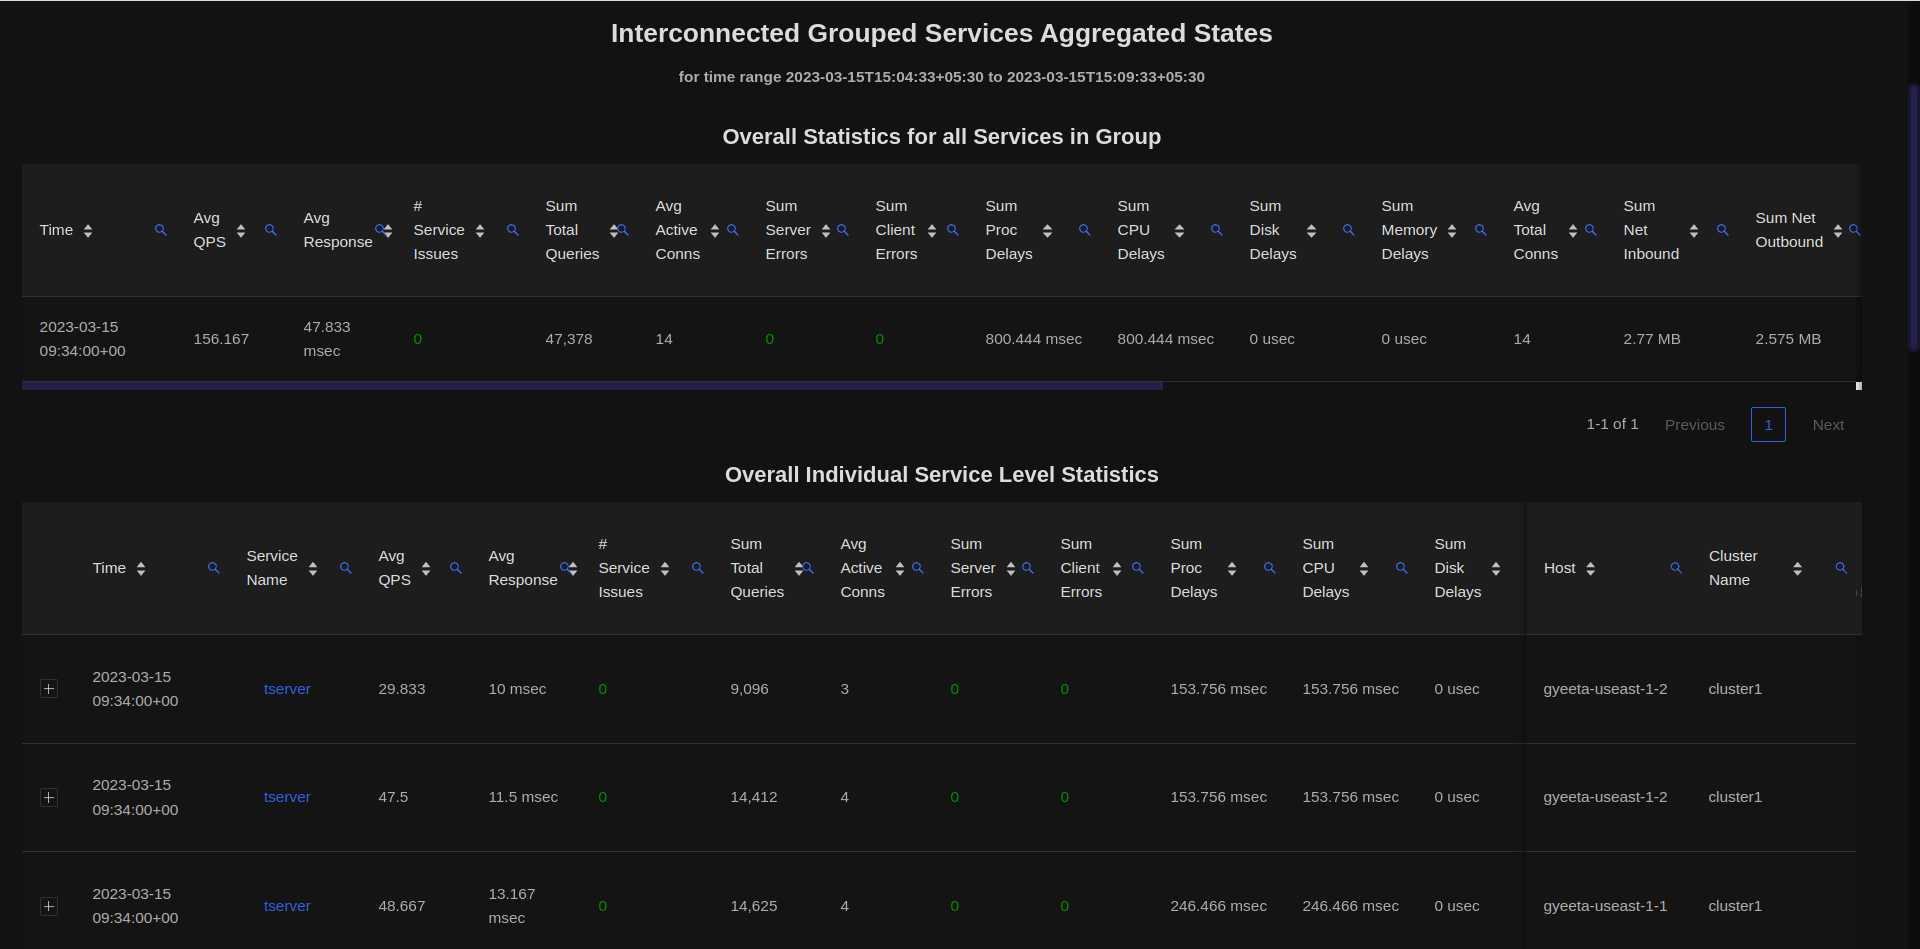 Interconnected Grouped Services Aggregated States
for time range 2023-03-15T15:04:33+05:30 to 2023-03-15T15:09:33+05:30
Overall Statistics for all Services in Group
Time
Avg
QPS
Avg
Response
#
Service
Issues
Sum
Total
Queries
Avg
Active
Conns
Sum
Server
Errors
Sum
Client
Errors
Sum
Proc
Delays
Sum
CPU
Delays
Sum
Disk
Delays
Sum
Memory
Delays
Avg
Total
Conns
Sum
Net
Inbound
Sum Net
Outbound
2023-03-15
09:34:00+00
156.167
47.833
msec
0
47,378
14
0
0
800.444 msec
800.444 msec
0 usec
0 usec
14
2.77 MB
2.575 MB
1-1 of 1
Previous
1
Next
Overall Individual Service Level Statistics
Time
Service
Name
Avg
QPS
Avg
Response
#
Service
Issues
Sum
Total
Queries
Avg
Active
Conns
Sum
Server
Errors
Sum
Client
Errors
Sum
Proc
Delays
Sum
CPU
Delays
Sum
Disk
Delays
Host
Cluster
Name
2023-03-15
09:34:00+00
tserver
29.833
10 msec
0
9,096
3
0
0
153.756 msec
153.756 msec
0 usec
gyeeta-useast-1-2
cluster1
2023-03-15
09:34:00+00
tserver
47.5
11.5 msec
0
14,412
4
0
0
153.756 msec
153.756 msec
0 usec
gyeeta-useast-1-2
cluster1
2023-03-15
09:34:00+00
tserver
48.667
13.167
msec
0
14,625
4
0
0
246.466 msec
246.466 msec
0 usec
gyeeta-useast-1-1
cluster1